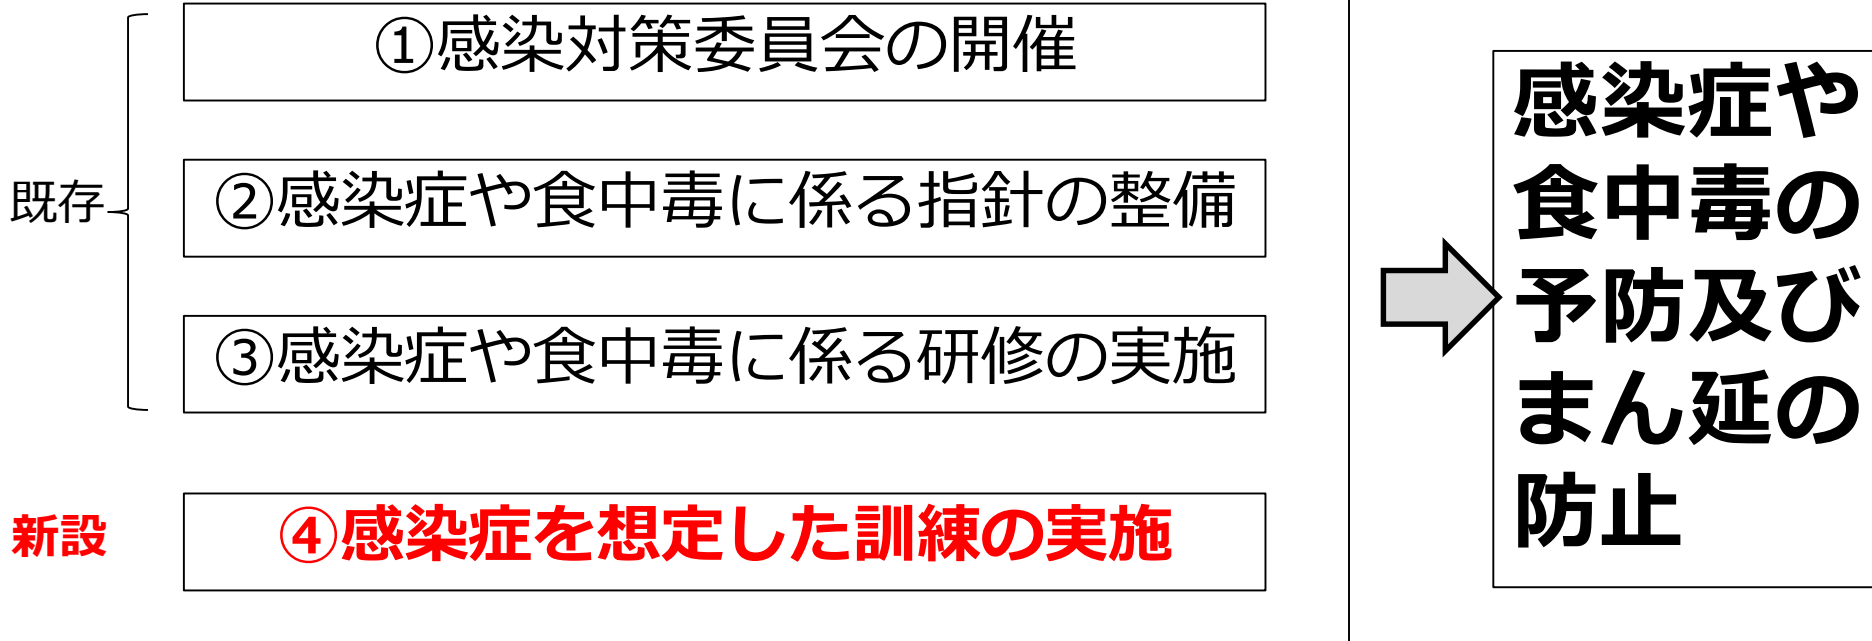 ①感染対策委員会の開催
既存
②感染症や食中毒に係る指針の整備
③感染症や食中毒に係る研修の実施
新設
④感染症を想定した訓練の実施
感染症や
食中毒の
予防及び
まん延の
防止